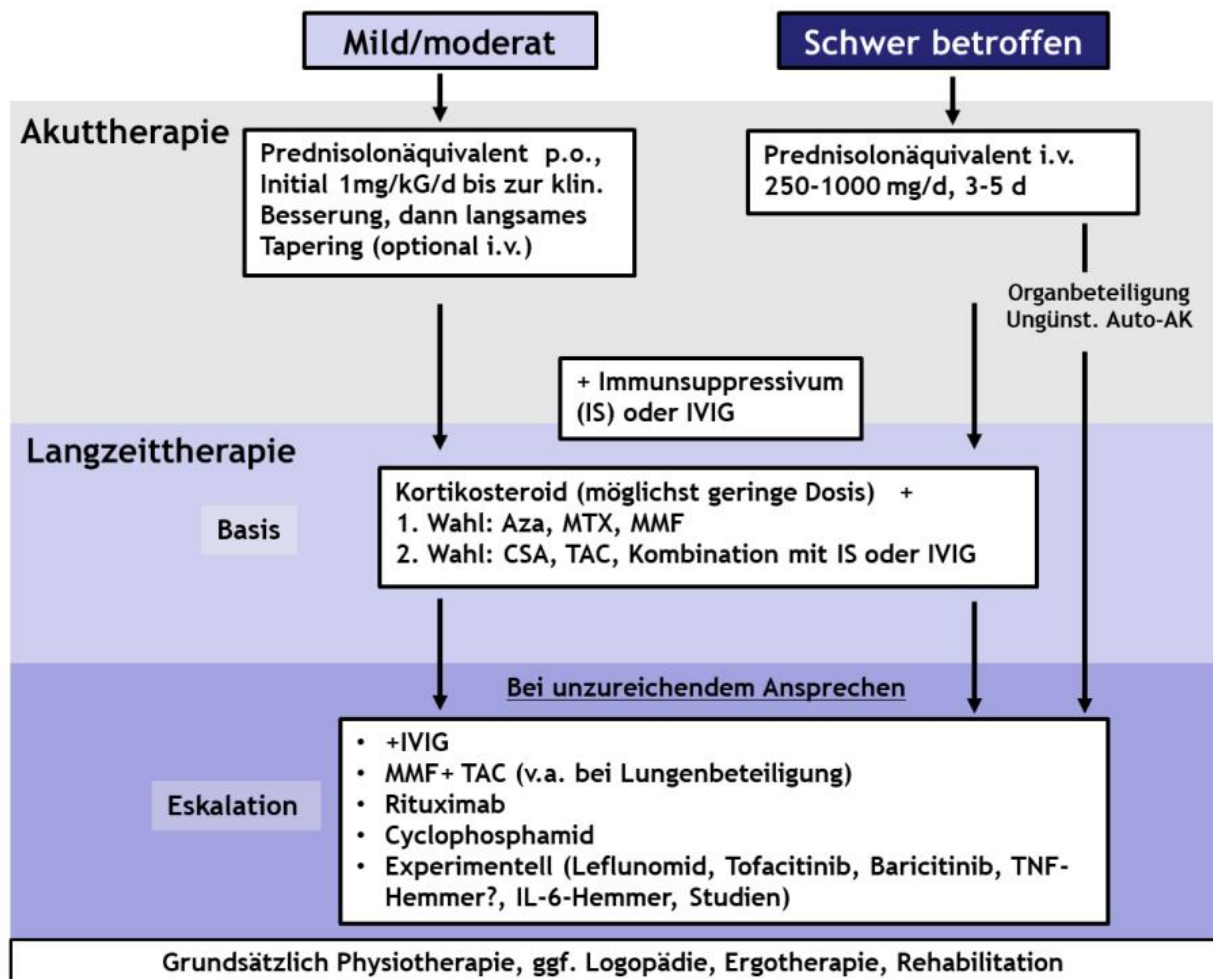 Mild/moderat
Schwer betroffen
Akuttherapie
Prednisolonäquivalent p.o.,
Initial 1mg/kG/d bis zur klin.
Besserung, dann langsames
Tapering (optional i.v.)
Prednisolonäquivalent i.v.
250-1000 mg/d, 3-5 d
Organbeteiligung
Ungünst. Auto-AK
+ Immunsuppressivum
(IS) oder IVIG
Langzeittherapie
Basis
Kortikosteroid (möglichst geringe Dosis) +
1. Wahl: Aza, MTX, MMF
2. Wahl: CSA, TAC, Kombination mit IS oder IVIG
Bei unzureichendem Ansprechen
Eskalation
• +IVIG
• MMF+ TAC (v.a. bei Lungenbeteiligung)
• Rituximab
• Cyclophosphamid
• Experimentell (Leflunomid, Tofacitinib, Baricitinib, TNF-
Hemmer?, IL-6-Hemmer, Studien)
Grundsätzlich Physiotherapie, ggf. Logopädie, Ergotherapie, Rehabilitation